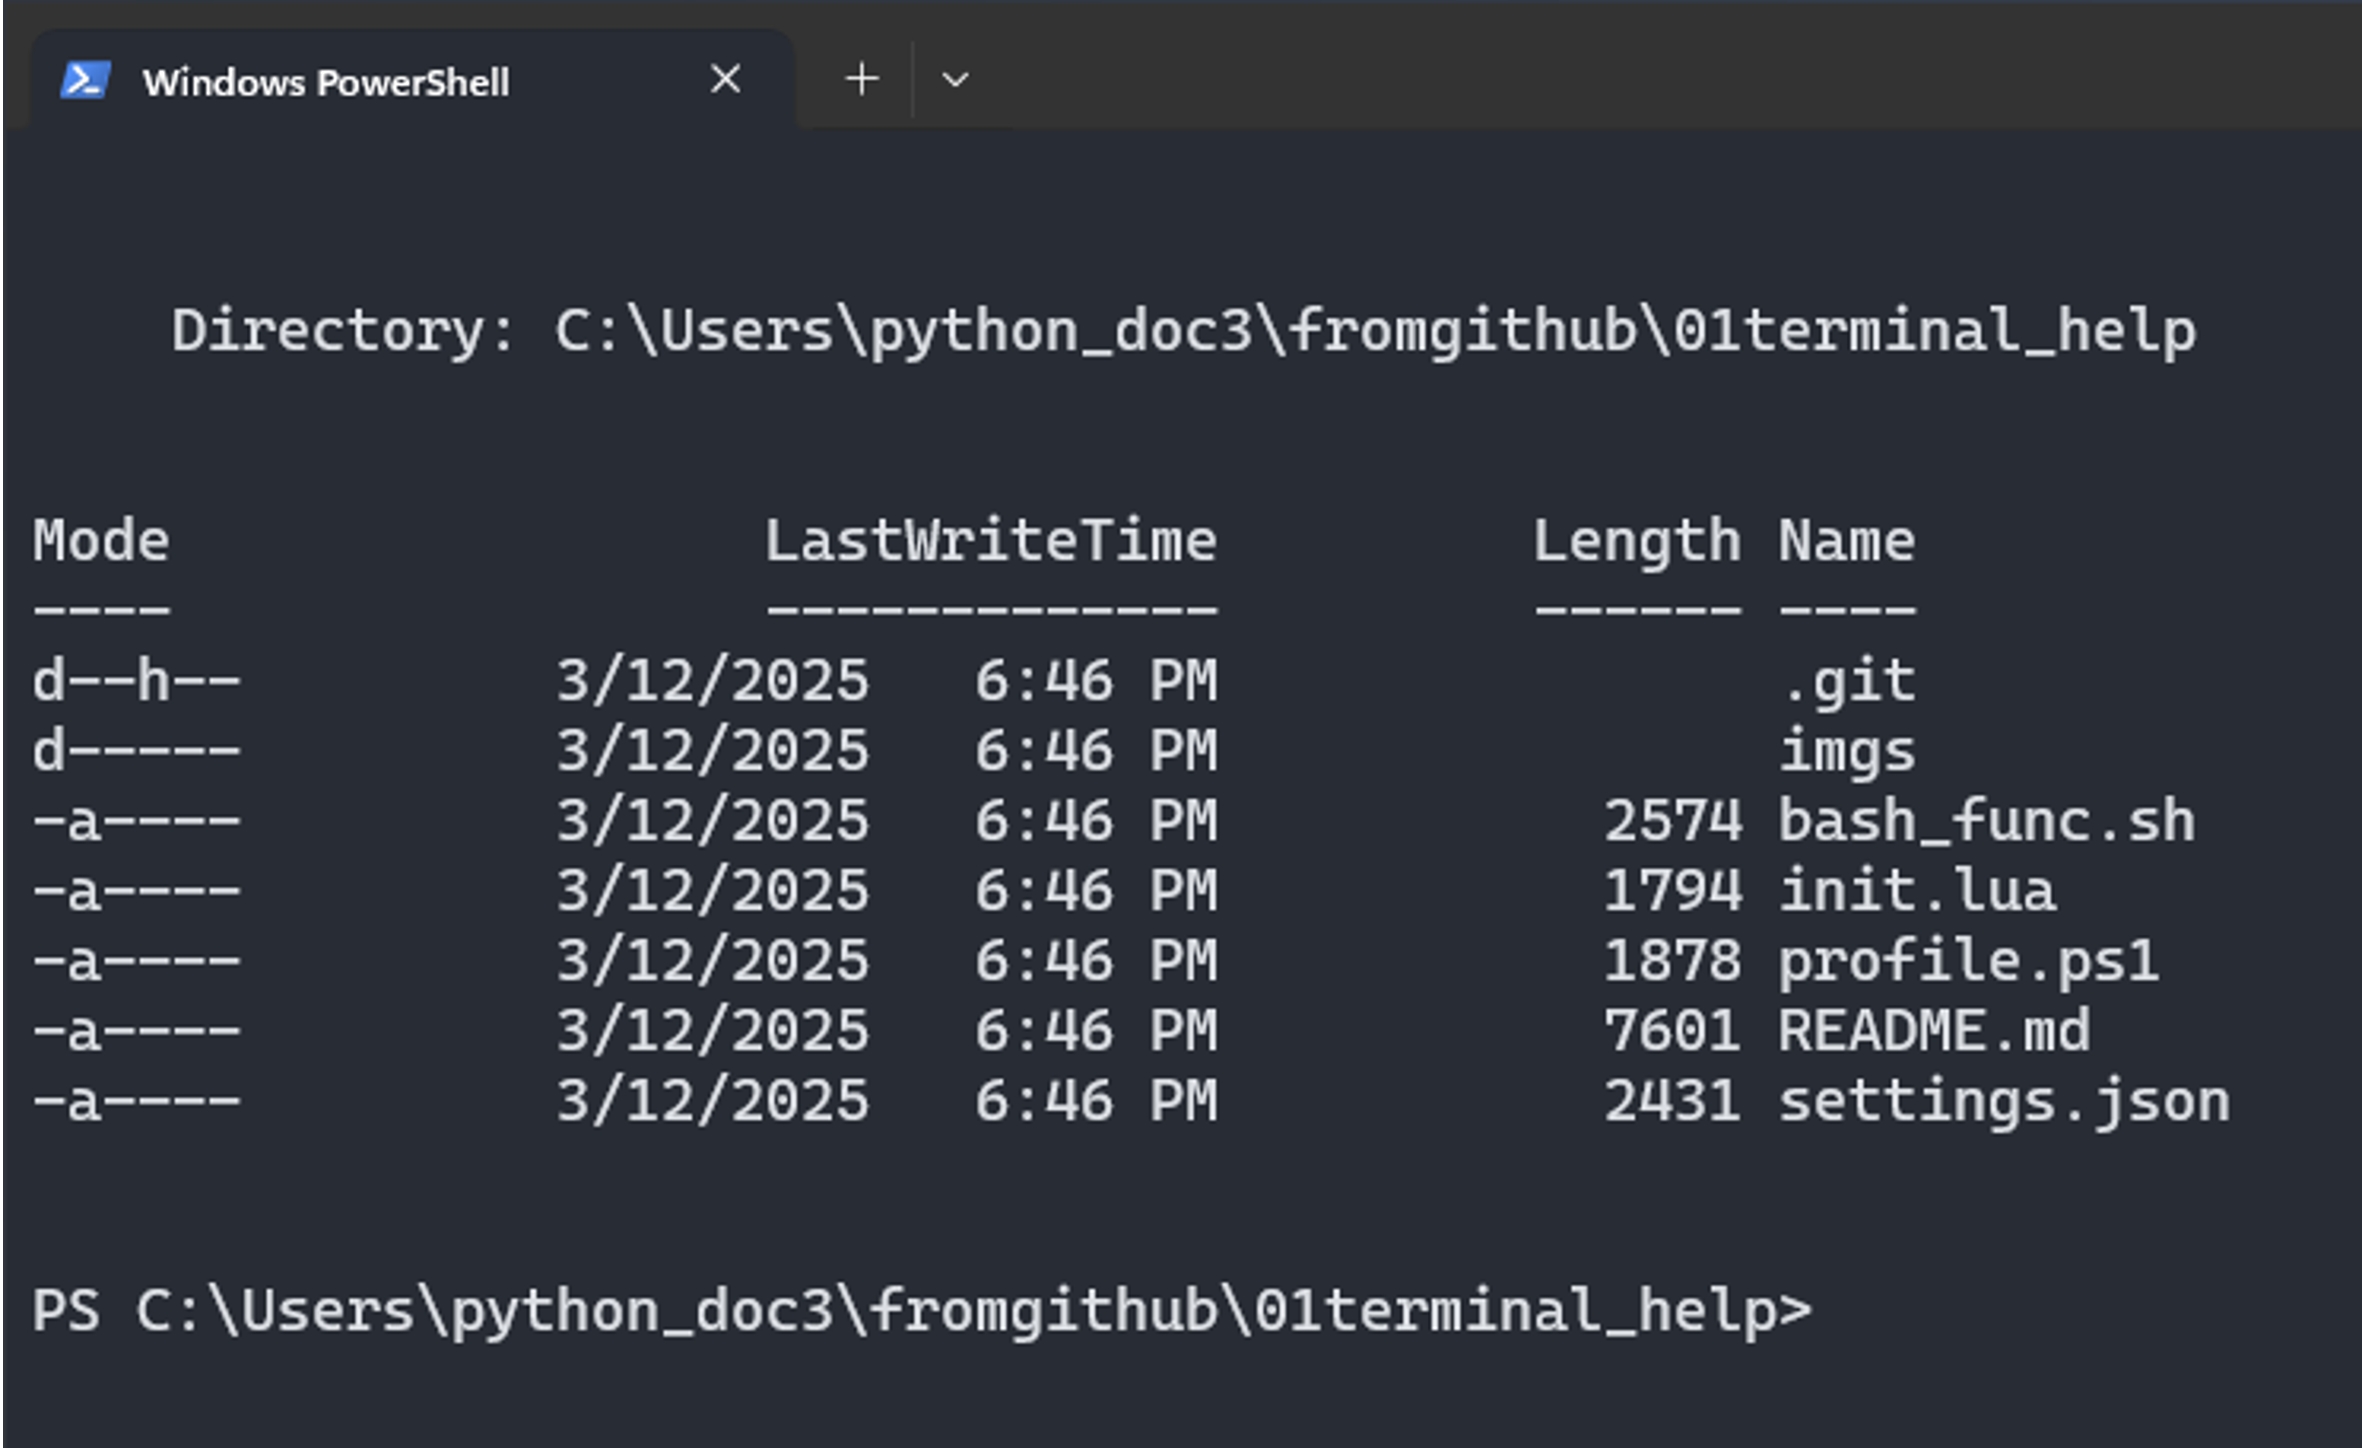 Windows PowerShell
Directory: C:\Users\python_doc3\fromgithub\01terminal_help
Mode                LastWriteTime         Length Name
----                -------------         ------ ----
d--h--         3/12/2025   6:46 PM                .git
d-----         3/12/2025   6:46 PM                imgs
-a----         3/12/2025   6:46 PM           2574 bash_func.sh
-a----         3/12/2025   6:46 PM           1794 init.lua
-a----         3/12/2025   6:46 PM           1878 profile.ps1
-a----         3/12/2025   6:46 PM           7601 README.md
-a----         3/12/2025   6:46 PM           2431 settings.json
PS C:\Users\python_doc3\fromgithub\01terminal_help>